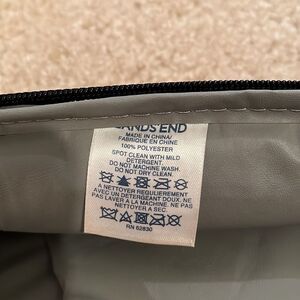 LANDS'END
MADE IN CHINA/
FABRIQUE EN CHINE
100% POLYESTER
SPOT CLEAN WITH MILD
DETERGENT.
DO NOT MACHINE WASH.
DO NOT DRY CLEAN.
A NETTOYER REGULIEREMENT
AVEC UN DETERGENT DOUX. NE
PAS LAVER A LA MACHINE. NE PAS
NETTOYER A SEC.
RN 62830